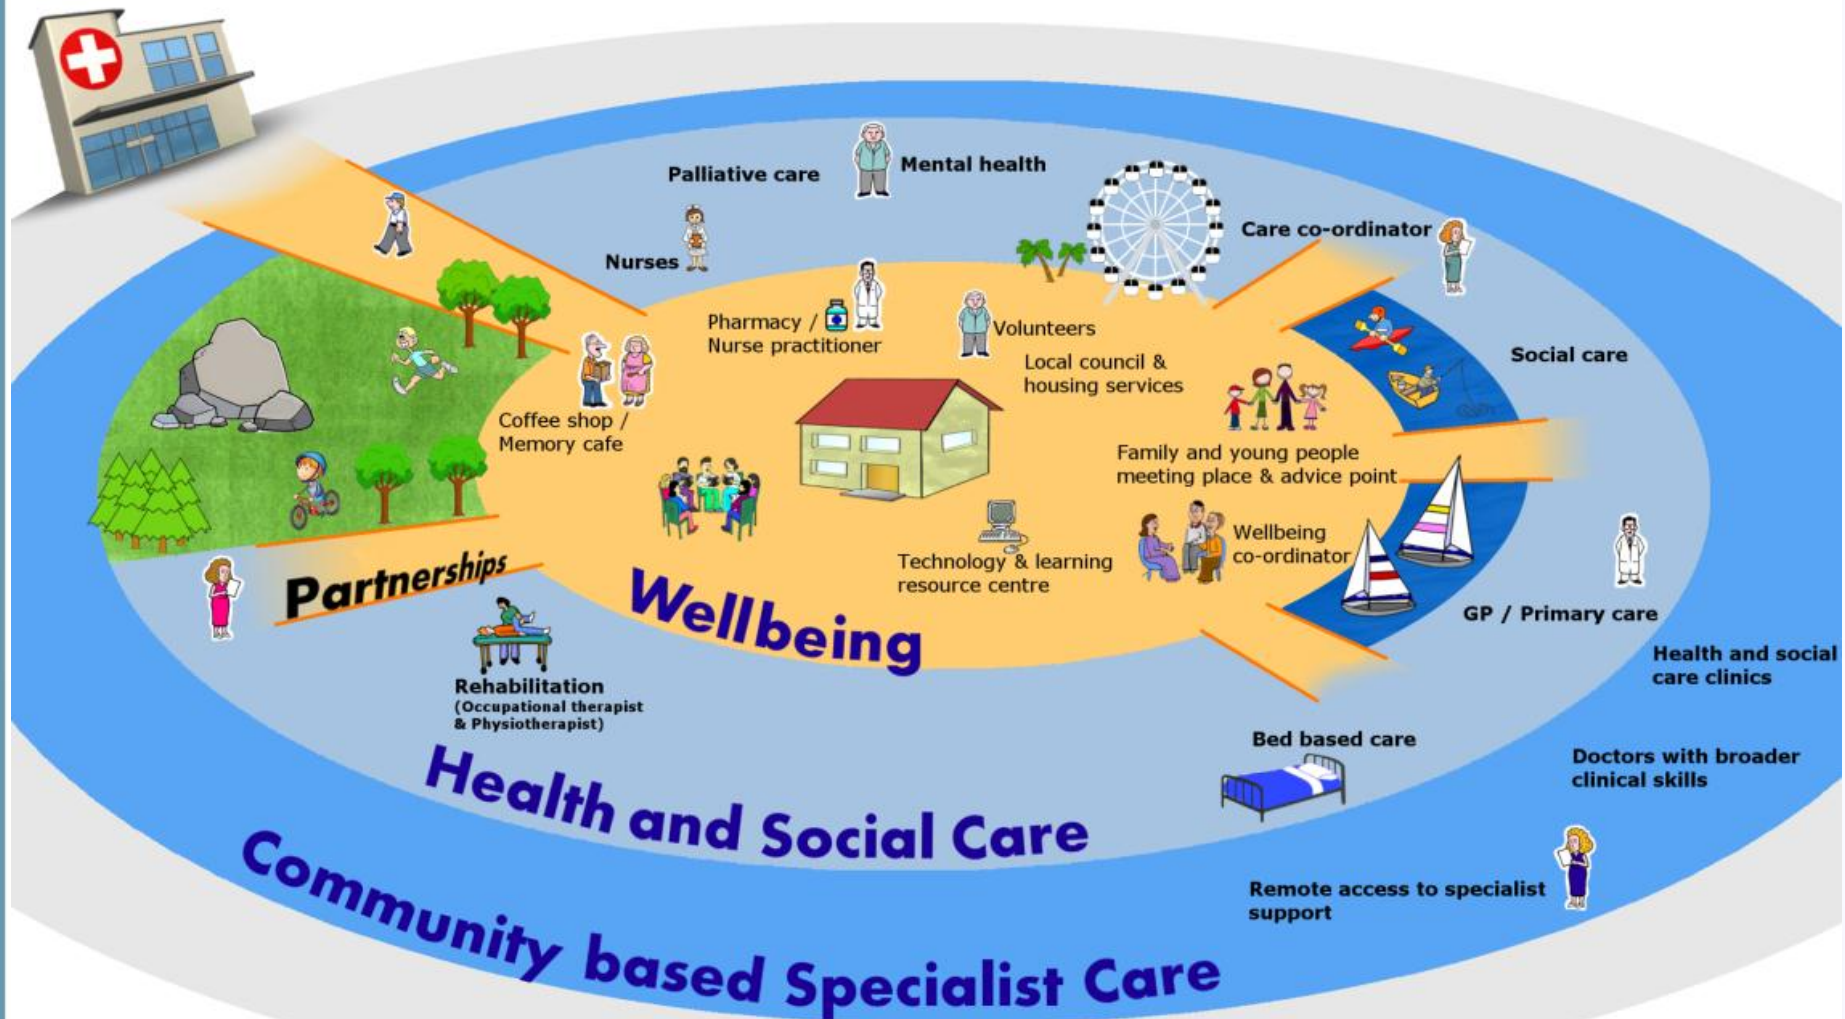 Palliative care
Mental health
Care co-ordinator
Nurses
Pharmacy /
Nurse practitioner
Volunteers
Local council &
housing services
Social care
Coffee shop /
Memory cafe
Family and young people
meeting place & advice point
Wellbeing
co-ordinator
Technology & learning
resource centre
Partnerships
Wellbeing
GP / Primary care
Health and social
care clinics
Rehabilitation
(Occupational therapist
& Physiotherapist)
Bed based care
Doctors with broader
clinical skills
Health and Social Care
Remote access to specialist
support
Community based Specialist Care